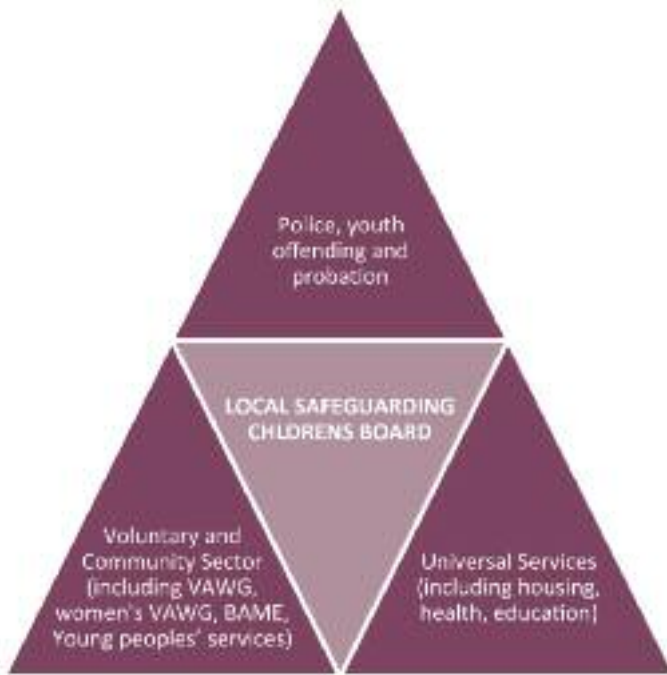 Police, youth
offending and
probation
LOCAL SAFEGUARDING
CHLDRENS BOARD
Voluntary and
Community Sector
(including VAWG,
women's VAWG, BAME,
Young peoples' services)
Universal Services
(including housing,
health, education)